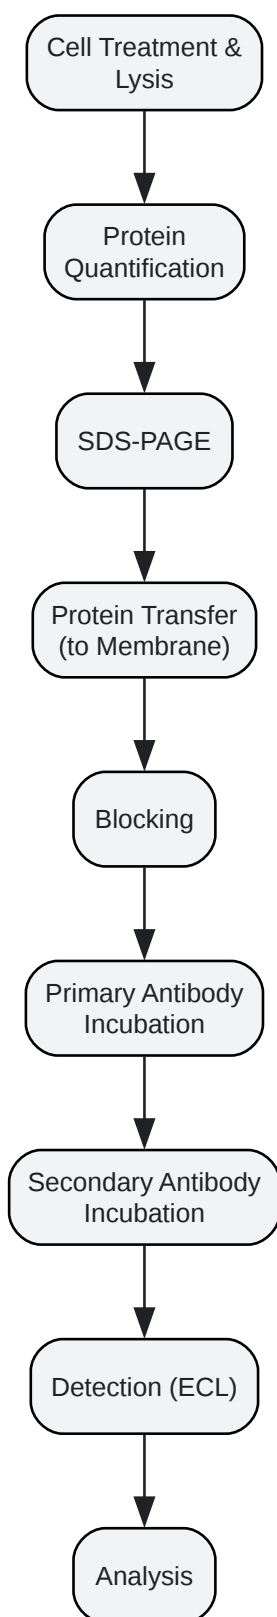 Cell Treatment &
Lysis
Protein
Quantification
SDS-PAGE
Protein Transfer
(to Membrane)
Blocking
Primary Antibody
Incubation
Secondary Antibody
Incubation
Detection (ECL)
Analysis